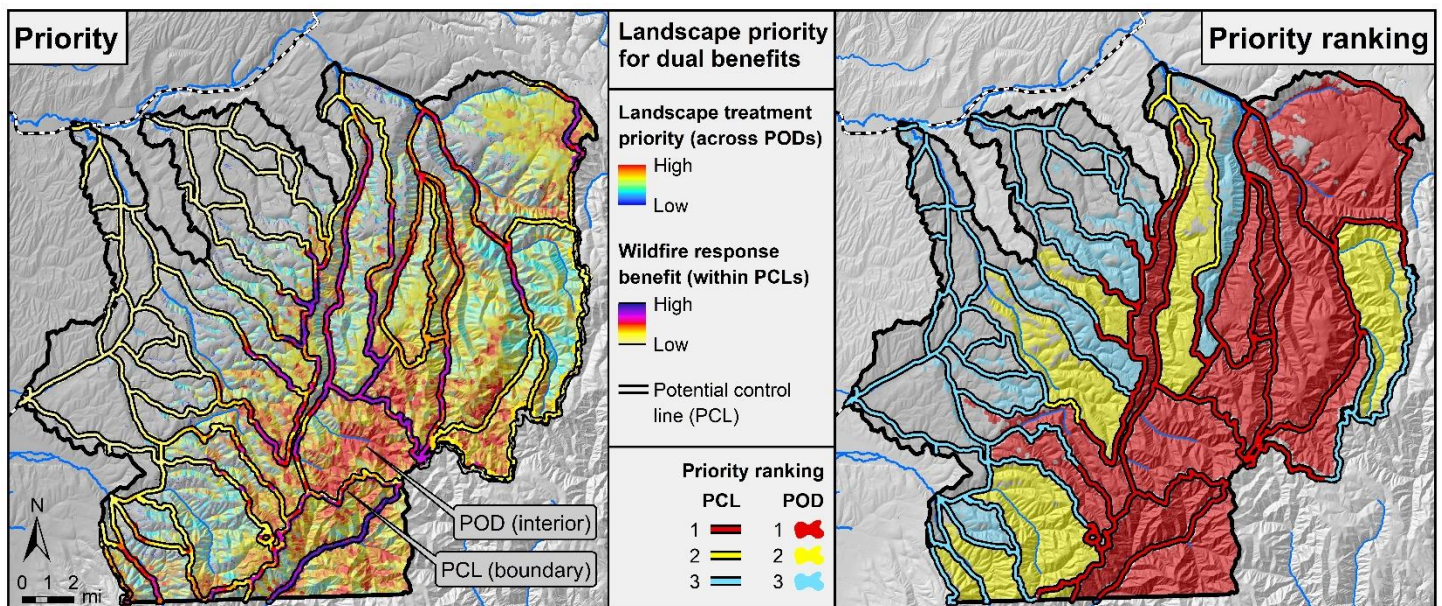 Priority
N
0 1 2
mi
POD (interior)
PCL (boundary)
Landscape priority
for dual benefits
Landscape treatment
priority (across PODs)
High
Low
Wildfire response
benefit (within PCLs)
High
Low
Potential control
line (PCL)
Priority ranking
PCL POD
1 1
2 2
3 3
Priority ranking